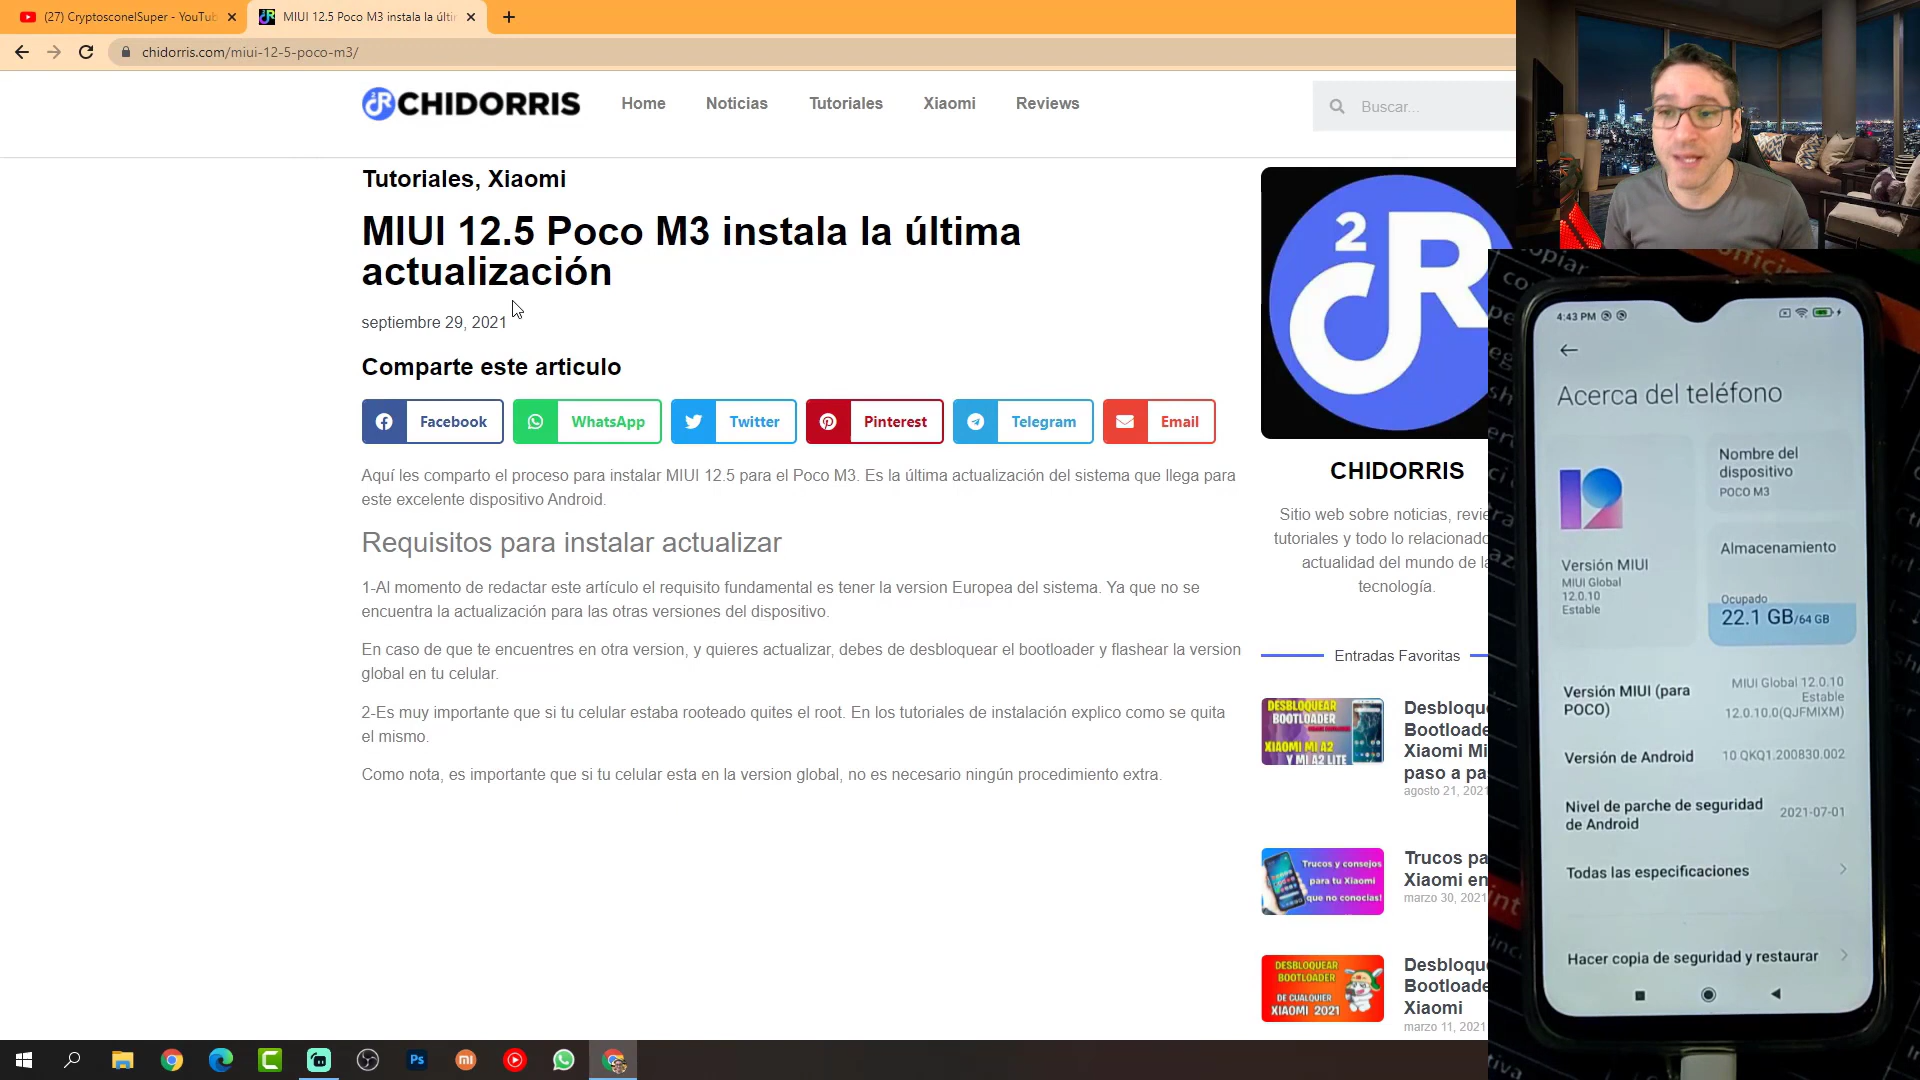 (27) CryptosconelSuper - YouTub
MIUI 12.5 Poco M3 instala la últi
chidorris.com/miui-12-5-poco-m3/
CHIDORRIS
Home Noticias Tutoriales Xiaomi Reviews
Buscar...
Tutoriales, Xiaomi
MIUI 12.5 Poco M3 instala la última
actualización
septiembre 29, 2021
Comparte este articulo
Facebook WhatsApp Twitter Pinterest Telegram Email
Aquí les comparto el proceso para instalar MIUI 12.5 para el Poco M3. Es la última actualización del sistema que llega para
este excelente dispositivo Android.
Requisitos para instalar actualizar
1-Al momento de redactar este artículo el requisito fundamental es tener la version Europea del sistema. Ya que no se
encuentra la actualización para las otras versiones del dispositivo.
En caso de que te encuentres en otra version, y quieres actualizar, debes de desbloquear el bootloader y flashear la version
global en tu celular.
2-Es muy importante que si tu celular estaba rooteado quites el root. En los tutoriales de instalación explico como se quita
el mismo.
Como nota, es importante que si tu celular esta en la version global, no es necesario ningún procedimiento extra.
2
R
CHIDORRIS
Sitio web sobre noticias, revie
tutoriales y todo lo relacionado
actualidad del mundo de la
tecnología.
Entradas Favoritas
DESBLOQUEAR
BOOTLOADER
XIAOMI MI A2
Y MI A2 LITE
Desbloque
Bootloade
Xiaomi Mi
paso a pa
agosto 21, 2021
Trucos y consejos
para tu Xiaomi
que no conocías!
Trucos pa
Xiaomi en
marzo 30, 2021
DESBLOQUEAR
BOOTLOADER
DE CUALQUIER
XIAOMI 2021
Desbloque
Bootloade
Xiaomi
marzo 11, 2021
Ps
mi
4:43 PM
Acerca del teléfono
Nombre del
dispositivo
POCO M3
Versión MIUI
MIUI Global
12.0.10
Estable
Almacenamiento
Ocupado
22.1 GB/64 GB
Versión MIUI (para
POCO)
MIUI Global 12.0.10
Estable
12.0.10.0(QJFMIXM)
Versión de Android
10 QKQ1.200830.002
Nivel de parche de seguridad
de Android
2021-07-01
Todas las especificaciones
Hacer copia de seguridad y restaurar